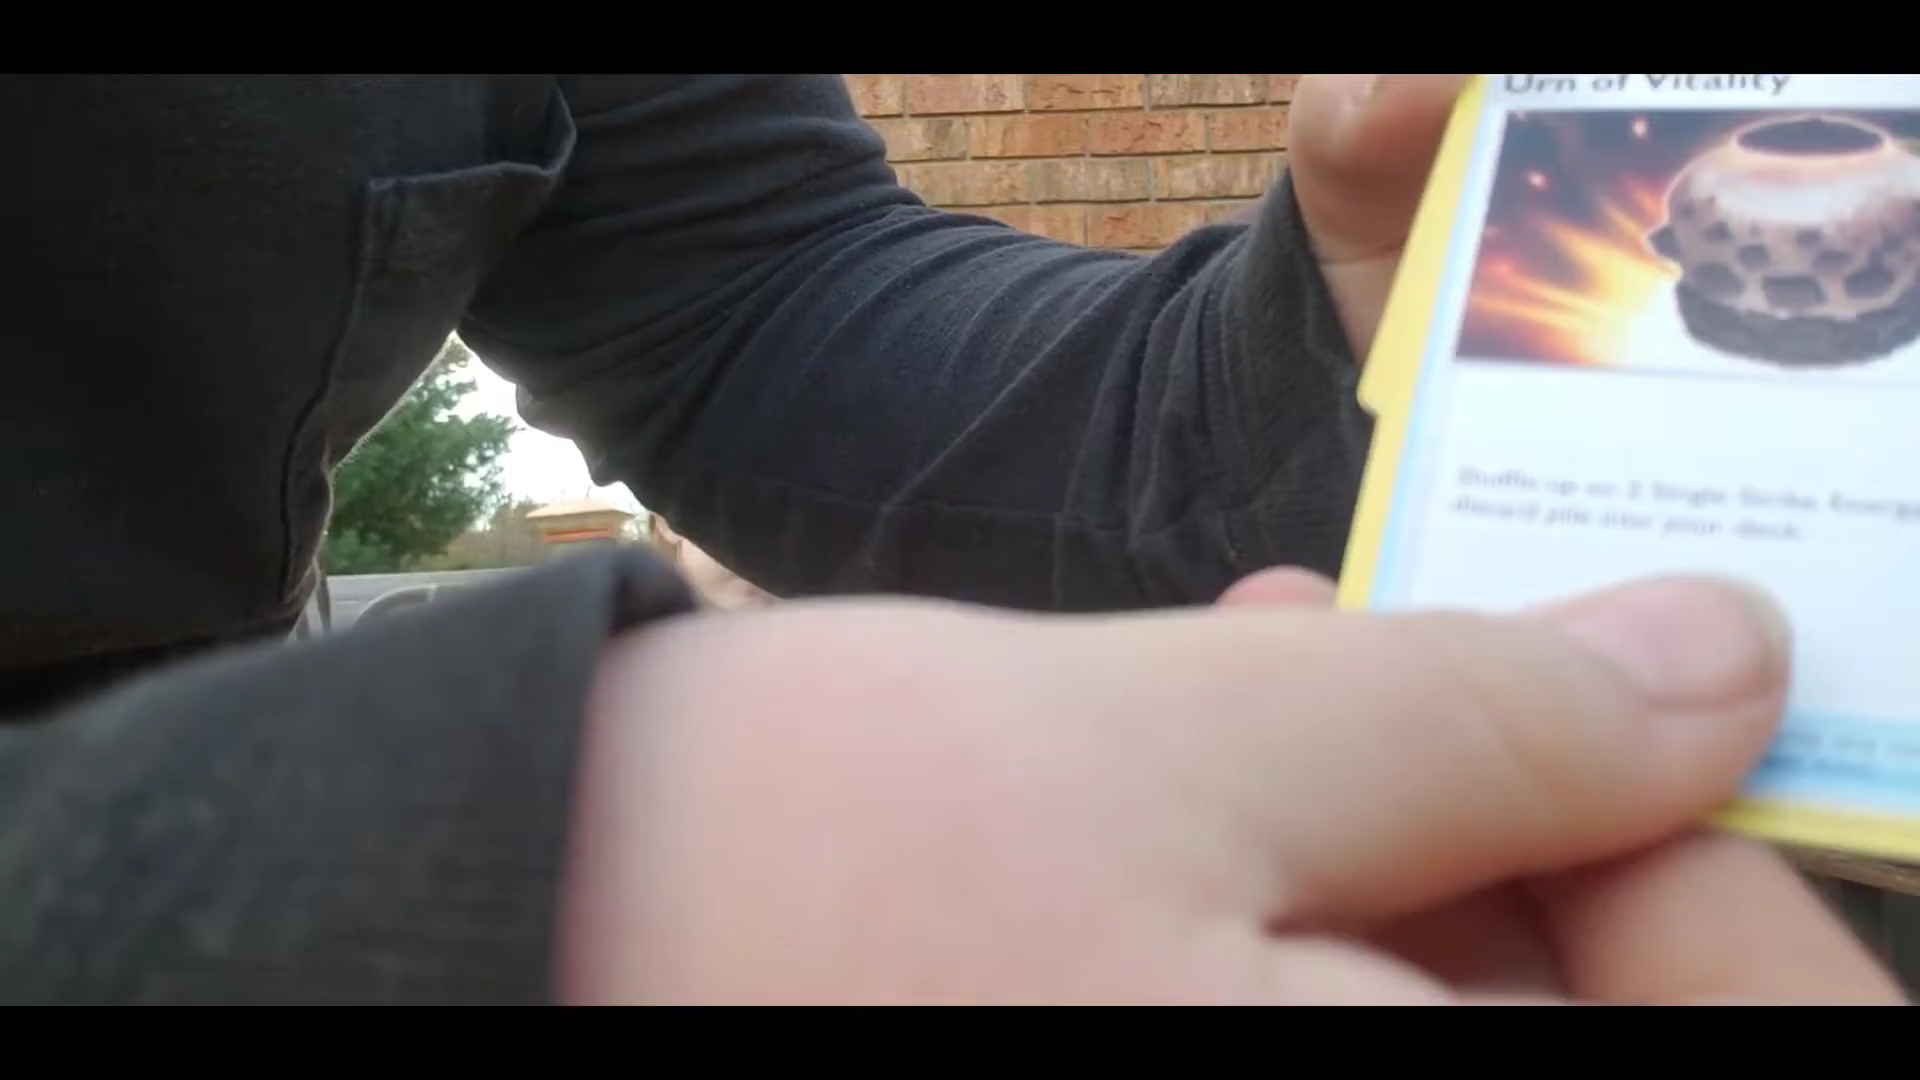 Urn of Vitality
Shuffle up to 2 Single Strike Energy
discard pile into your deck.